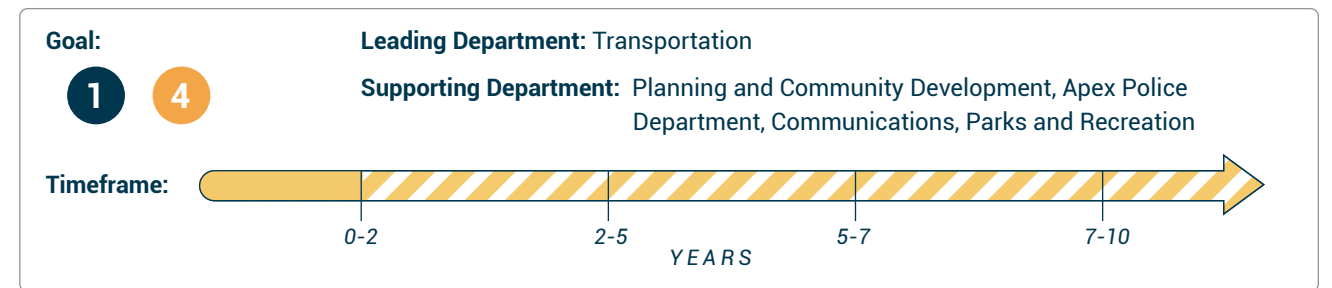 Goal:
1 4
Leading Department: Transportation
Supporting Department: Planning and Community Development, Apex Police
Department, Communications, Parks and Recreation
Timeframe:
0-2 2-5 5-7 7-10
YEARS